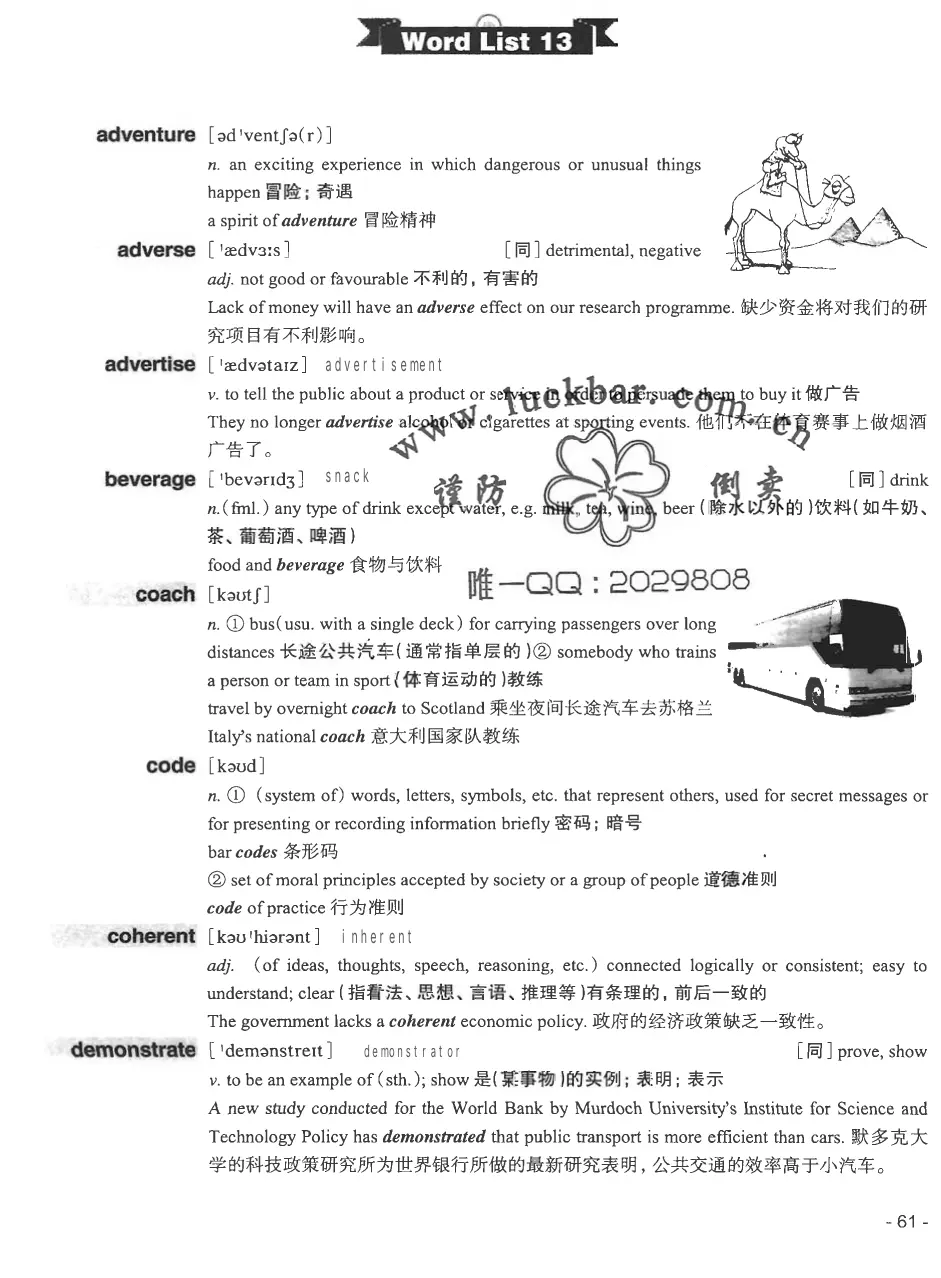 Word List 13
adventure [əd'ventʃə(r)]
n. an exciting experience in which dangerous or unusual things
happen 冒险; 奇遇
a spirit of adventure 冒险精神
adverse ['ædvɜːs] [同] detrimental, negative
adj. not good or favourable 不利的, 有害的
Lack of money will have an adverse effect on our research programme. 缺少资金将对我们的研
究项目有不利影响。
advertise ['ædvətaɪz] advertisement
v. to tell the public about a product or service in order to persuade them to buy it 做广告
They no longer advertise alcohol or cigarettes at sporting events. 他们不在体育赛事上做烟酒
广告了。
www.luckbar.com.cn
beverage ['bevərɪdʒ] snack [同] drink
谨防 倒卖
n. (fml.) any type of drink except water, e.g. milk, tea, wine, beer (除水以外的)饮料(如牛奶、
茶、葡萄酒、啤酒)
food and beverage 食物与饮料
唯一QQ:2029808
coach [kəʊtʃ]
n. ① bus (usu. with a single deck) for carrying passengers over long
distances 长途公共汽车(通常指单层的)② somebody who trains
a person or team in sport (体育运动的)教练
travel by overnight coach to Scotland 乘坐夜间长途汽车去苏格兰
Italy's national coach 意大利国家队教练
code [kəʊd]
n. ① (system of) words, letters, symbols, etc. that represent others, used for secret messages or
for presenting or recording information briefly 密码; 暗号
bar codes 条形码
② set of moral principles accepted by society or a group of people 道德准则
code of practice 行为准则
coherent [kəʊ'hiərənt] inherent
adj. (of ideas, thoughts, speech, reasoning, etc.) connected logically or consistent; easy to
understand; clear (指看法、思想、言语、推理等)有条理的, 前后一致的
The government lacks a coherent economic policy. 政府的经济政策缺乏一致性。
demonstrate ['demənstreɪt] demonstrator [同] prove, show
v. to be an example of (sth.); show 是(某事物)的实例; 表明; 表示
A new study conducted for the World Bank by Murdoch University's Institute for Science and
Technology Policy has demonstrated that public transport is more efficient than cars. 默多克大
学的科技政策研究所为世界银行所做的最新研究表明, 公共交通的效率高于小汽车。
- 61 -